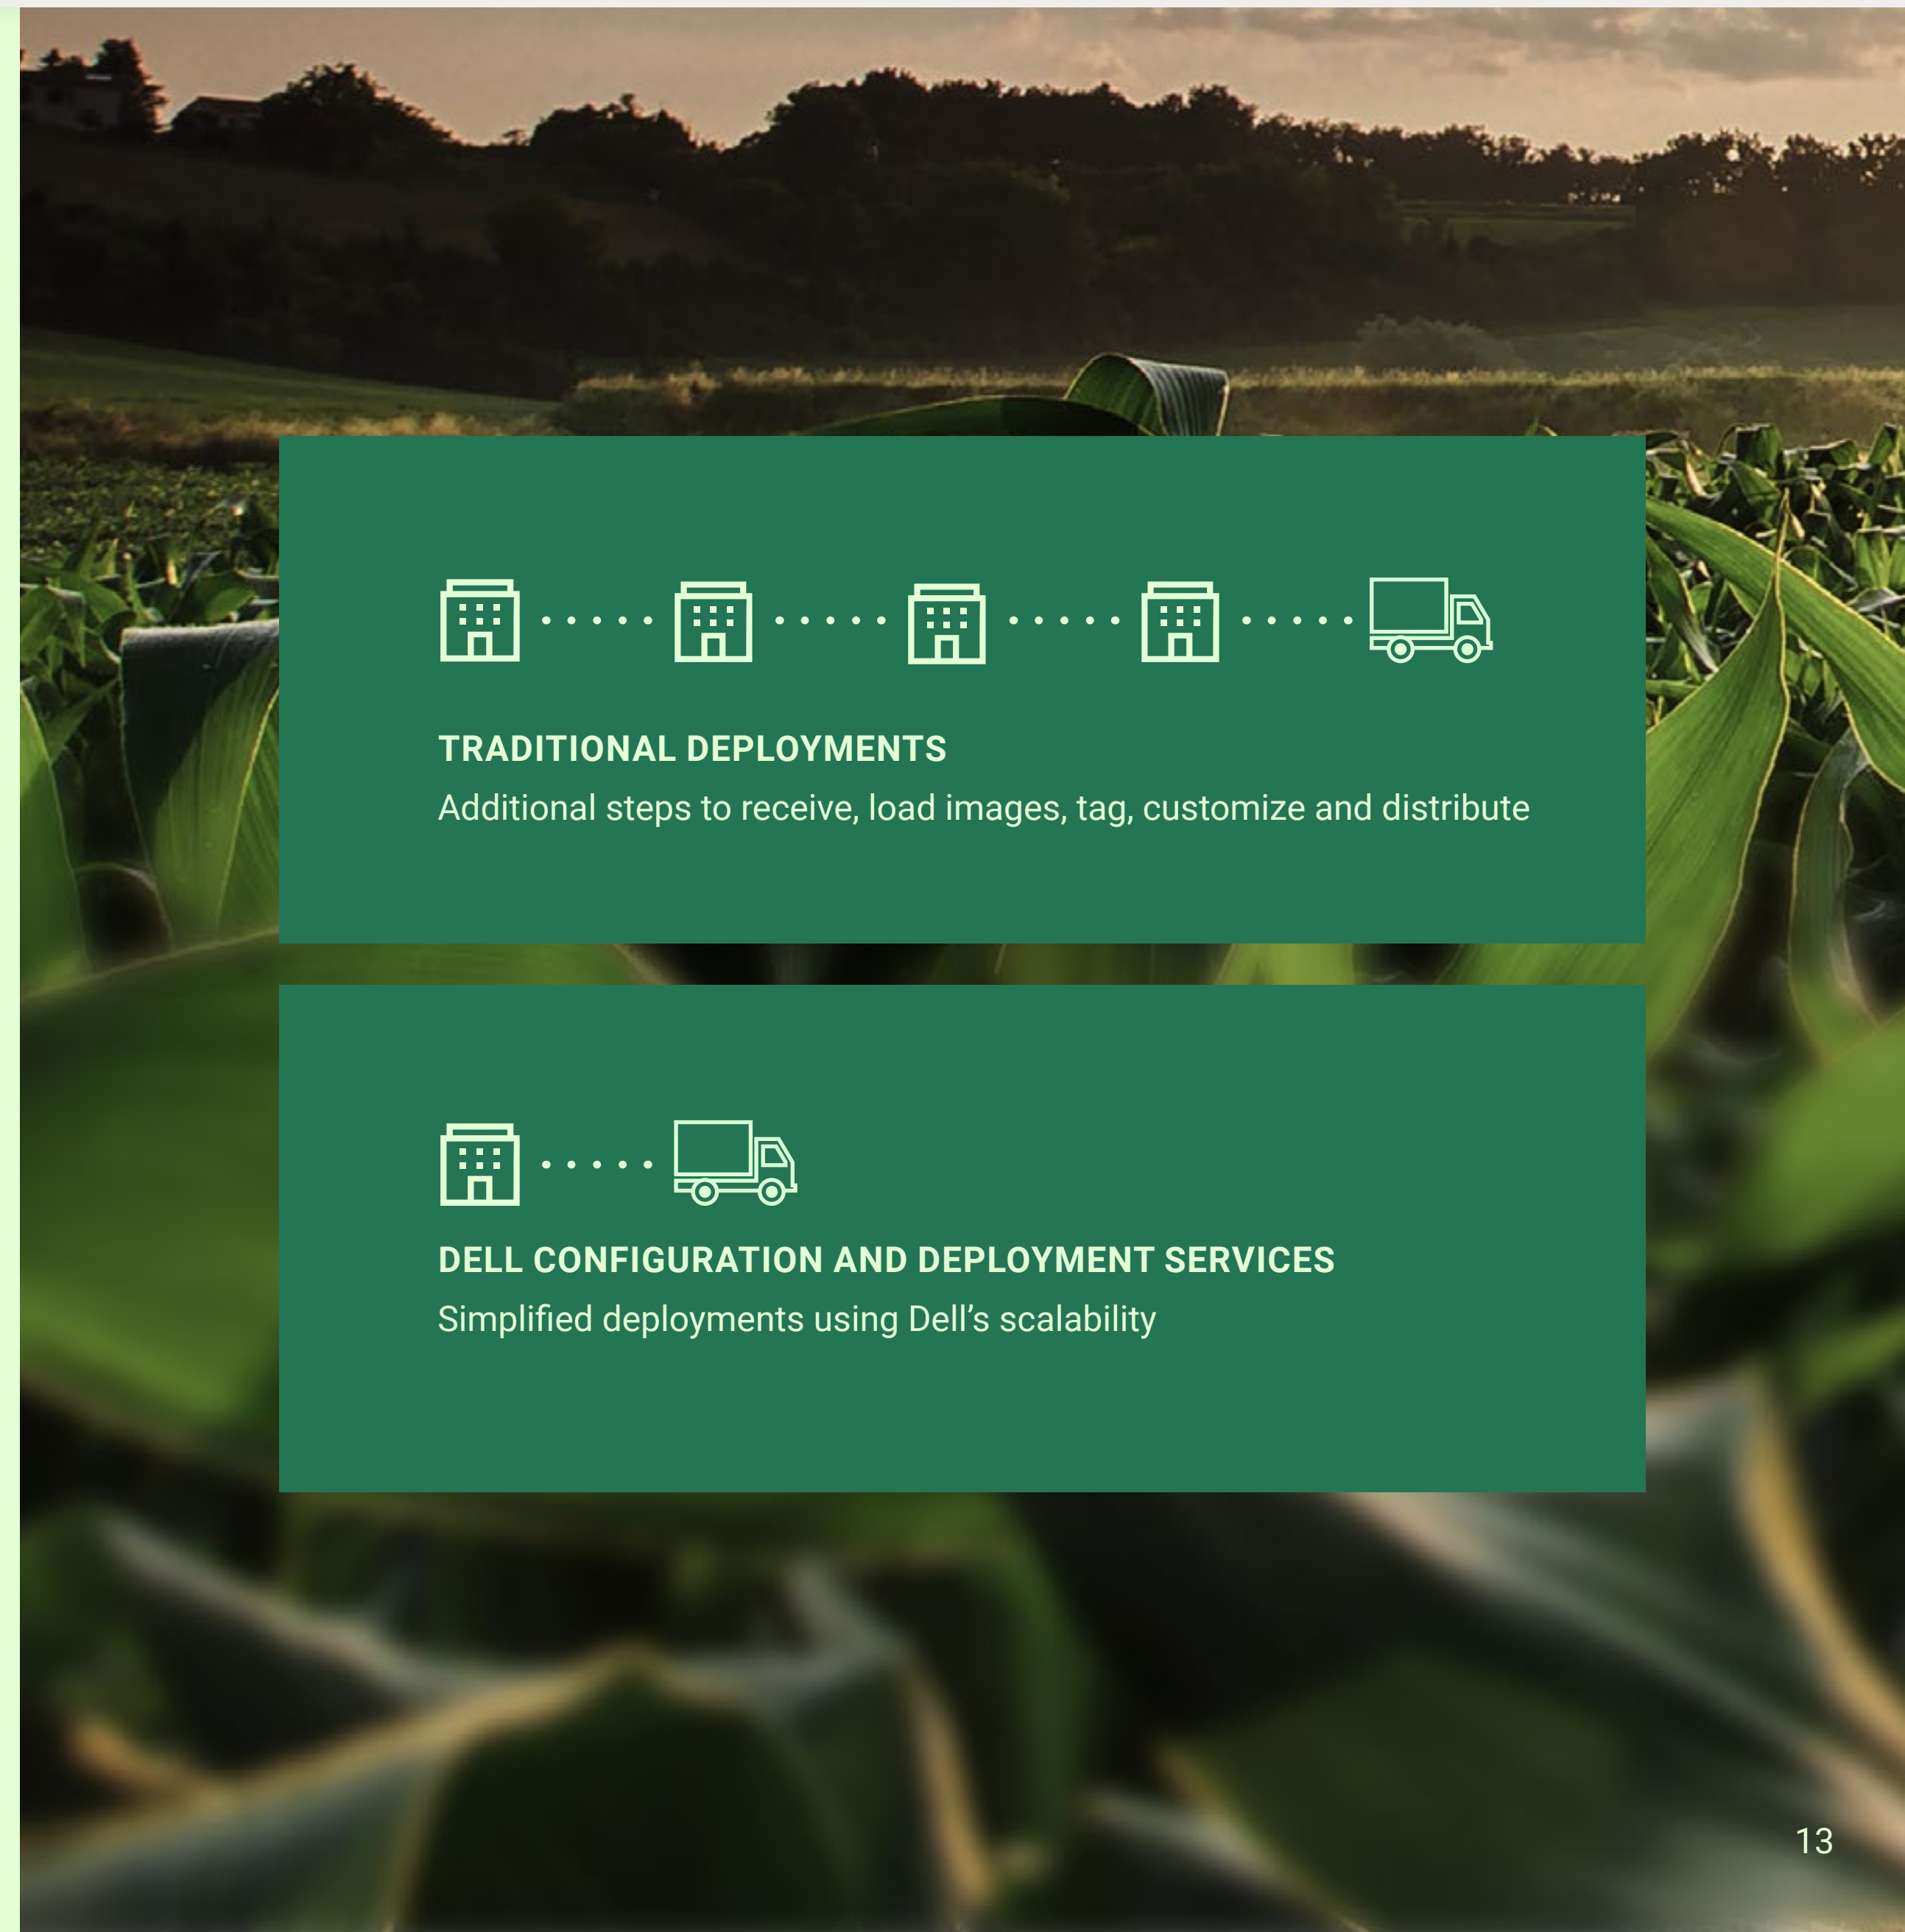 TRADITIONAL DEPLOYMENTS
Additional steps to receive, load images, tag, customize and distribute
DELL CONFIGURATION AND DEPLOYMENT SERVICES
Simplified deployments using Dell’s scalability
13